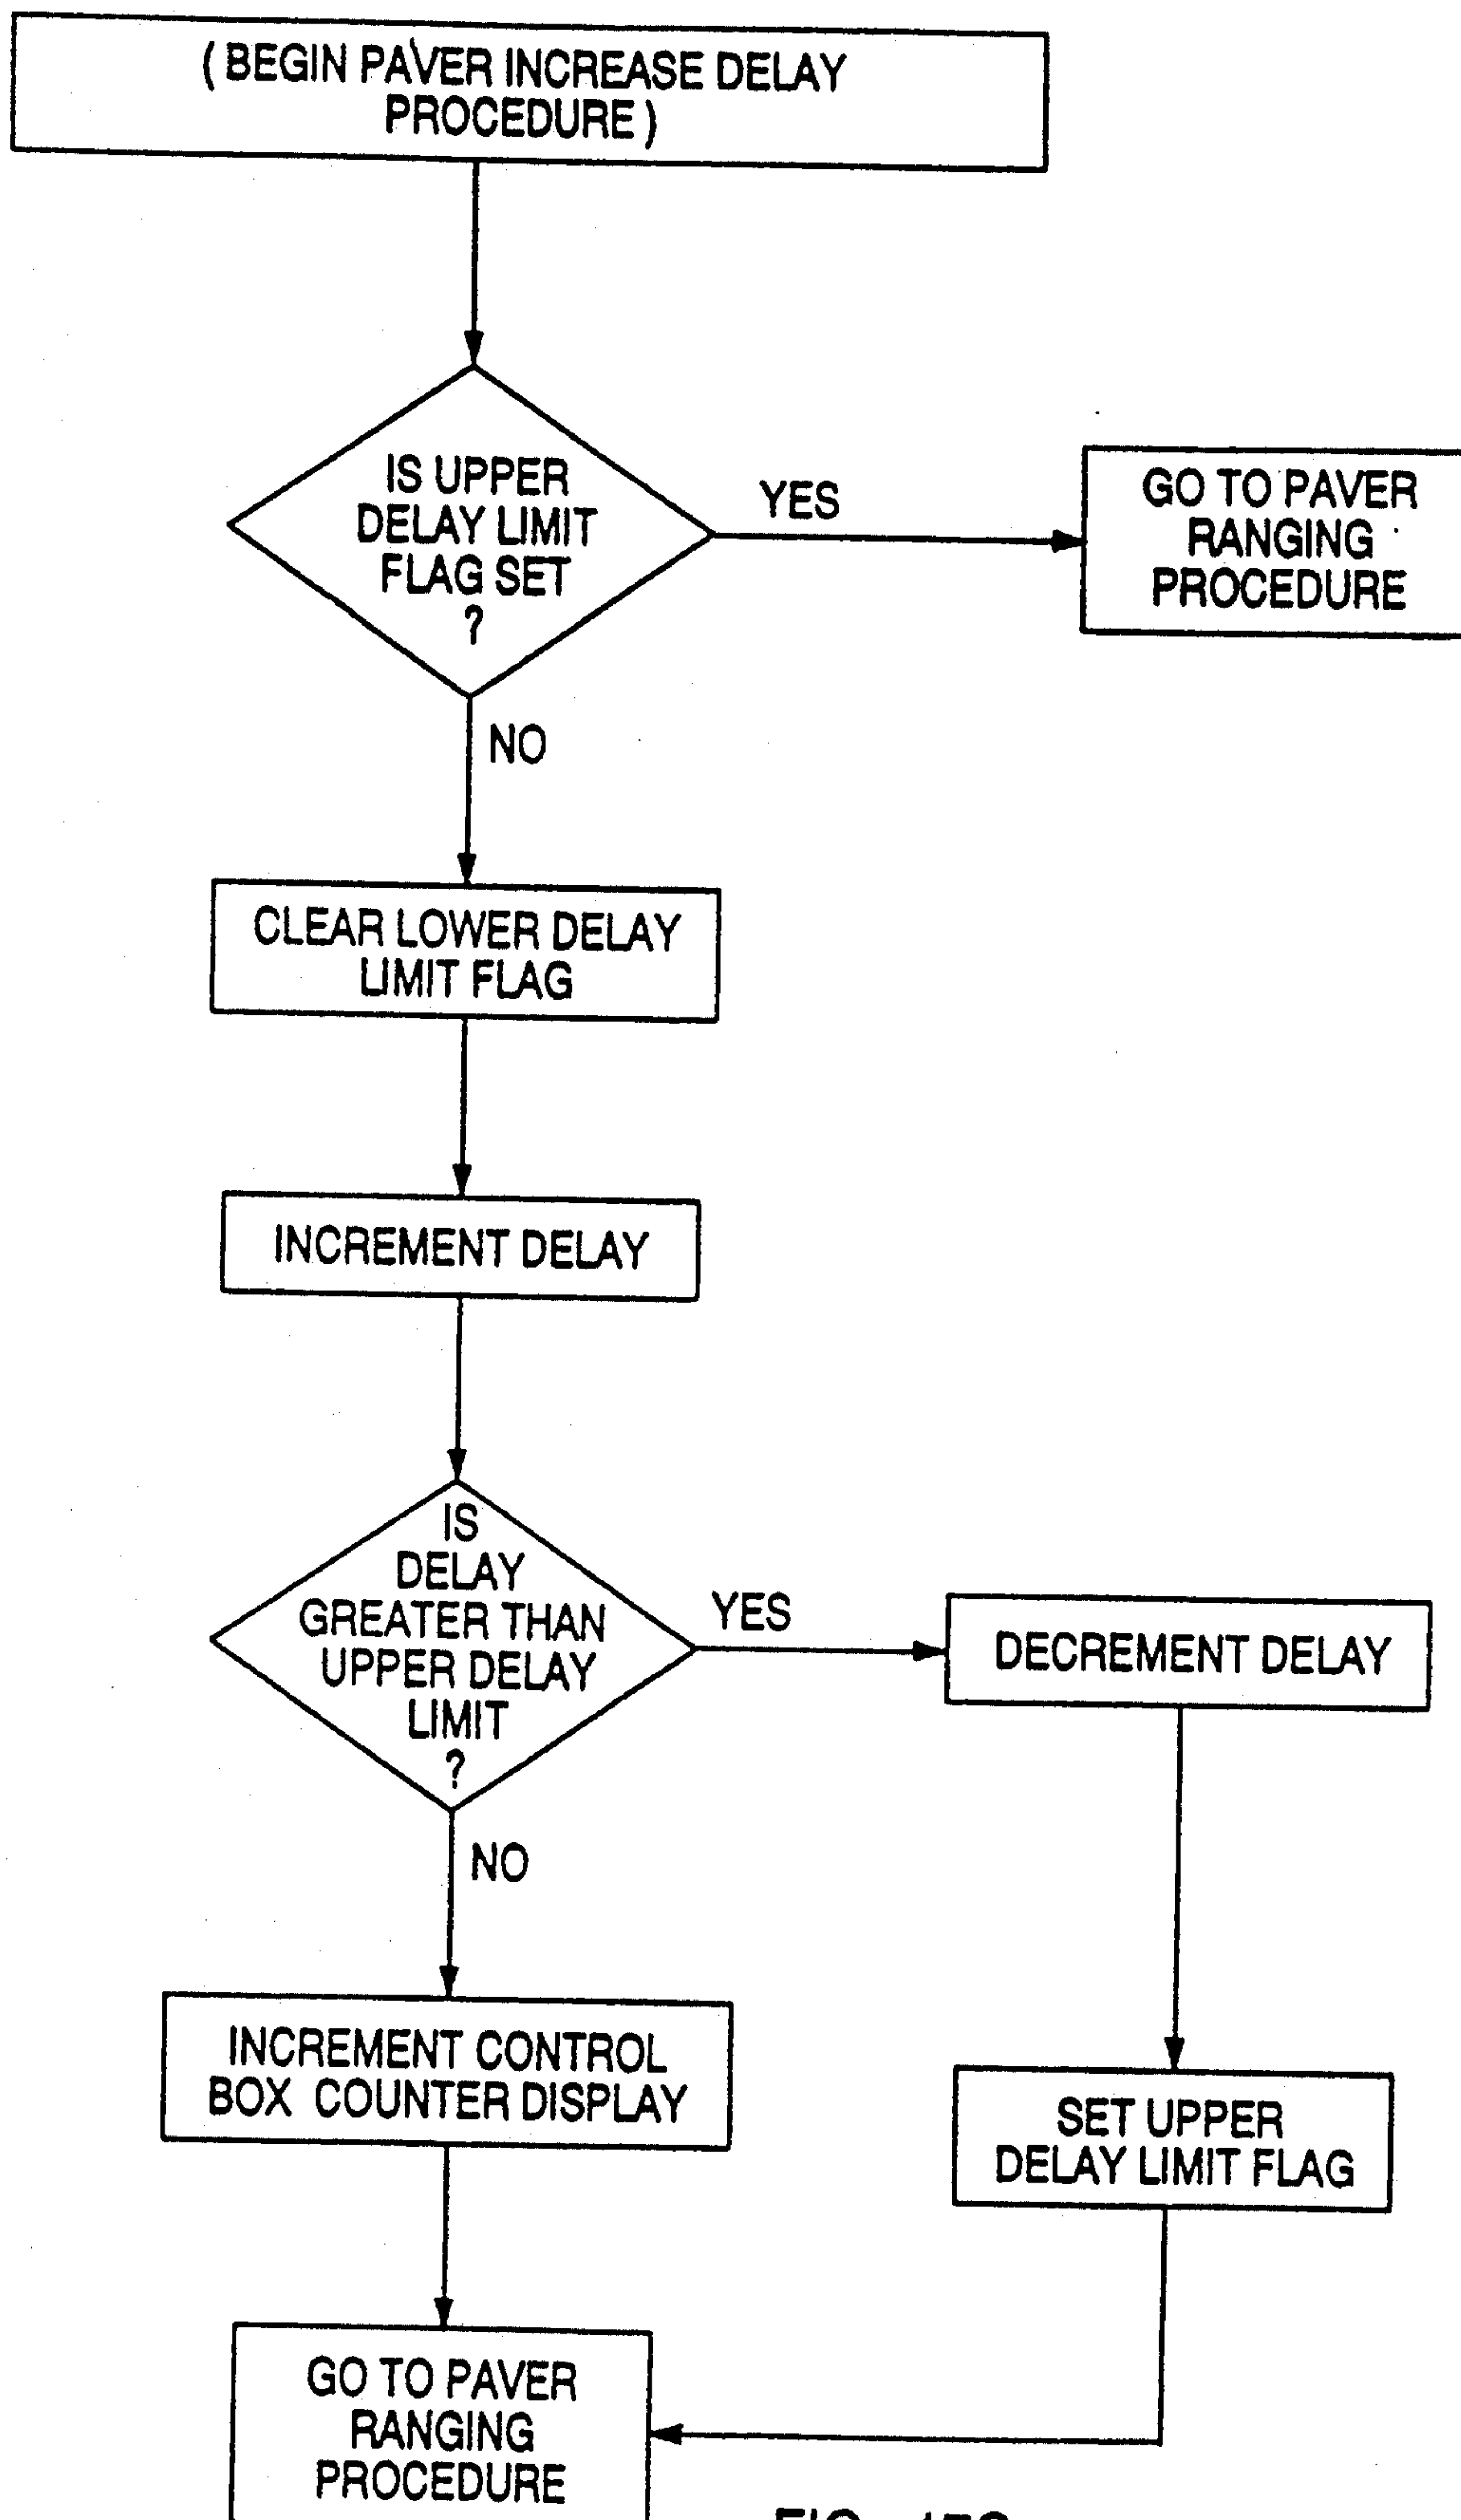 ( BEGIN PAVER INCREASE DELAY
PROCEDURE )
IS UPPER
DELAY LIMIT
FLAG SET
?
YES
GO TO PAVER
RANGING
PROCEDURE
NO
CLEAR LOWER DELAY
LIMIT FLAG
INCREMENT DELAY
IS
DELAY
GREATER THAN
UPPER DELAY
LIMIT
?
YES
DECREMENT DELAY
NO
INCREMENT CONTROL
BOX COUNTER DISPLAY
SET UPPER
DELAY LIMIT FLAG
GO TO PAVER
RANGING
PROCEDURE